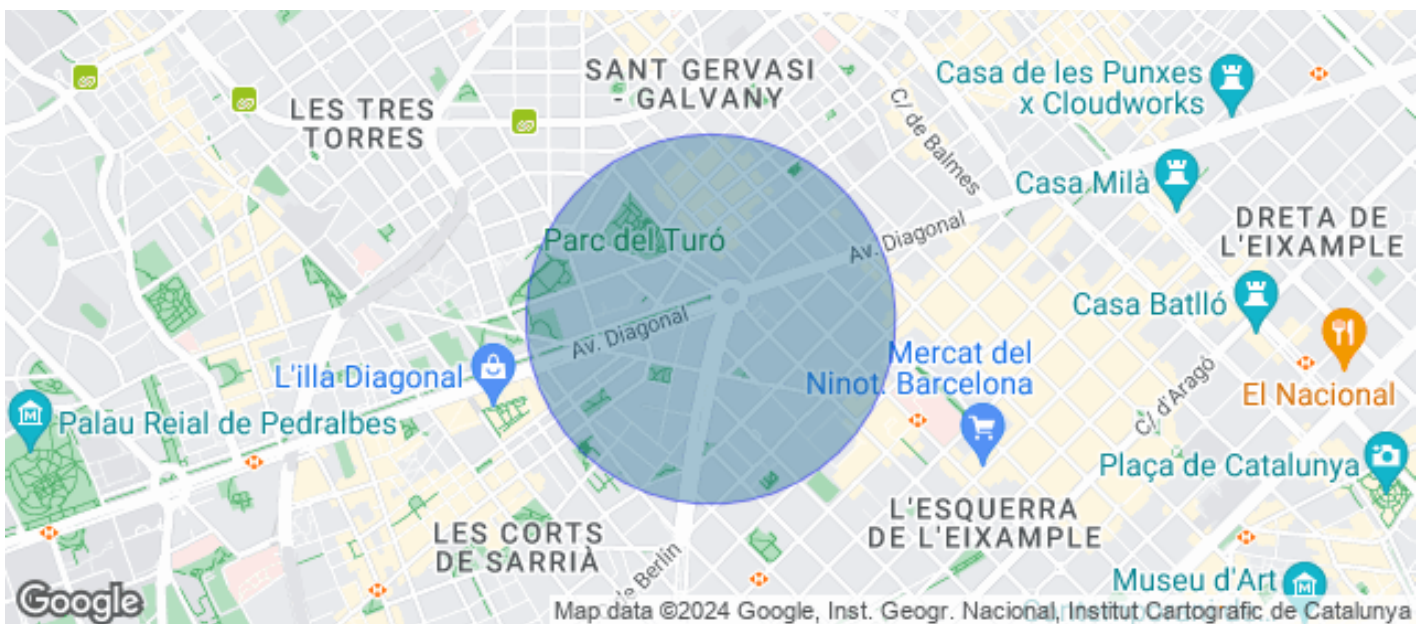 SANT GERVASI
- GALVANY
Casa de les Punxes
x Cloudworks
LES TRES
TORRES
C/ de Balmes
Casa Milà
DRETA DE
L'EIXAMPLE
Parc del Turó
Av. Diagonal
Casa Batlló
Av. Diagonal
L'illa Diagonal
Mercat del
Ninot. Barcelona
C/ d'Aragó
El Nacional
Palau Reial de Pedralbes
Plaça de Catalunya
L'ESQUERRA
DE L'EIXAMPLE
LES CORTS
DE SARRIÀ
de Berlín
Museu d'Art
Google
Map data ©2024 Google, Inst. Geogr. Nacional, Institut Cartogràfic de Catalunya